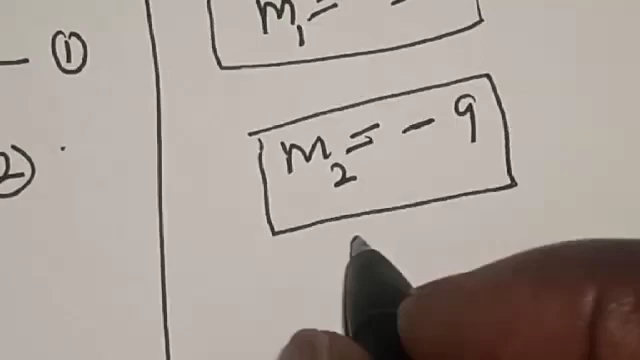 — ①
m₁ =
②
m₂ = - 9